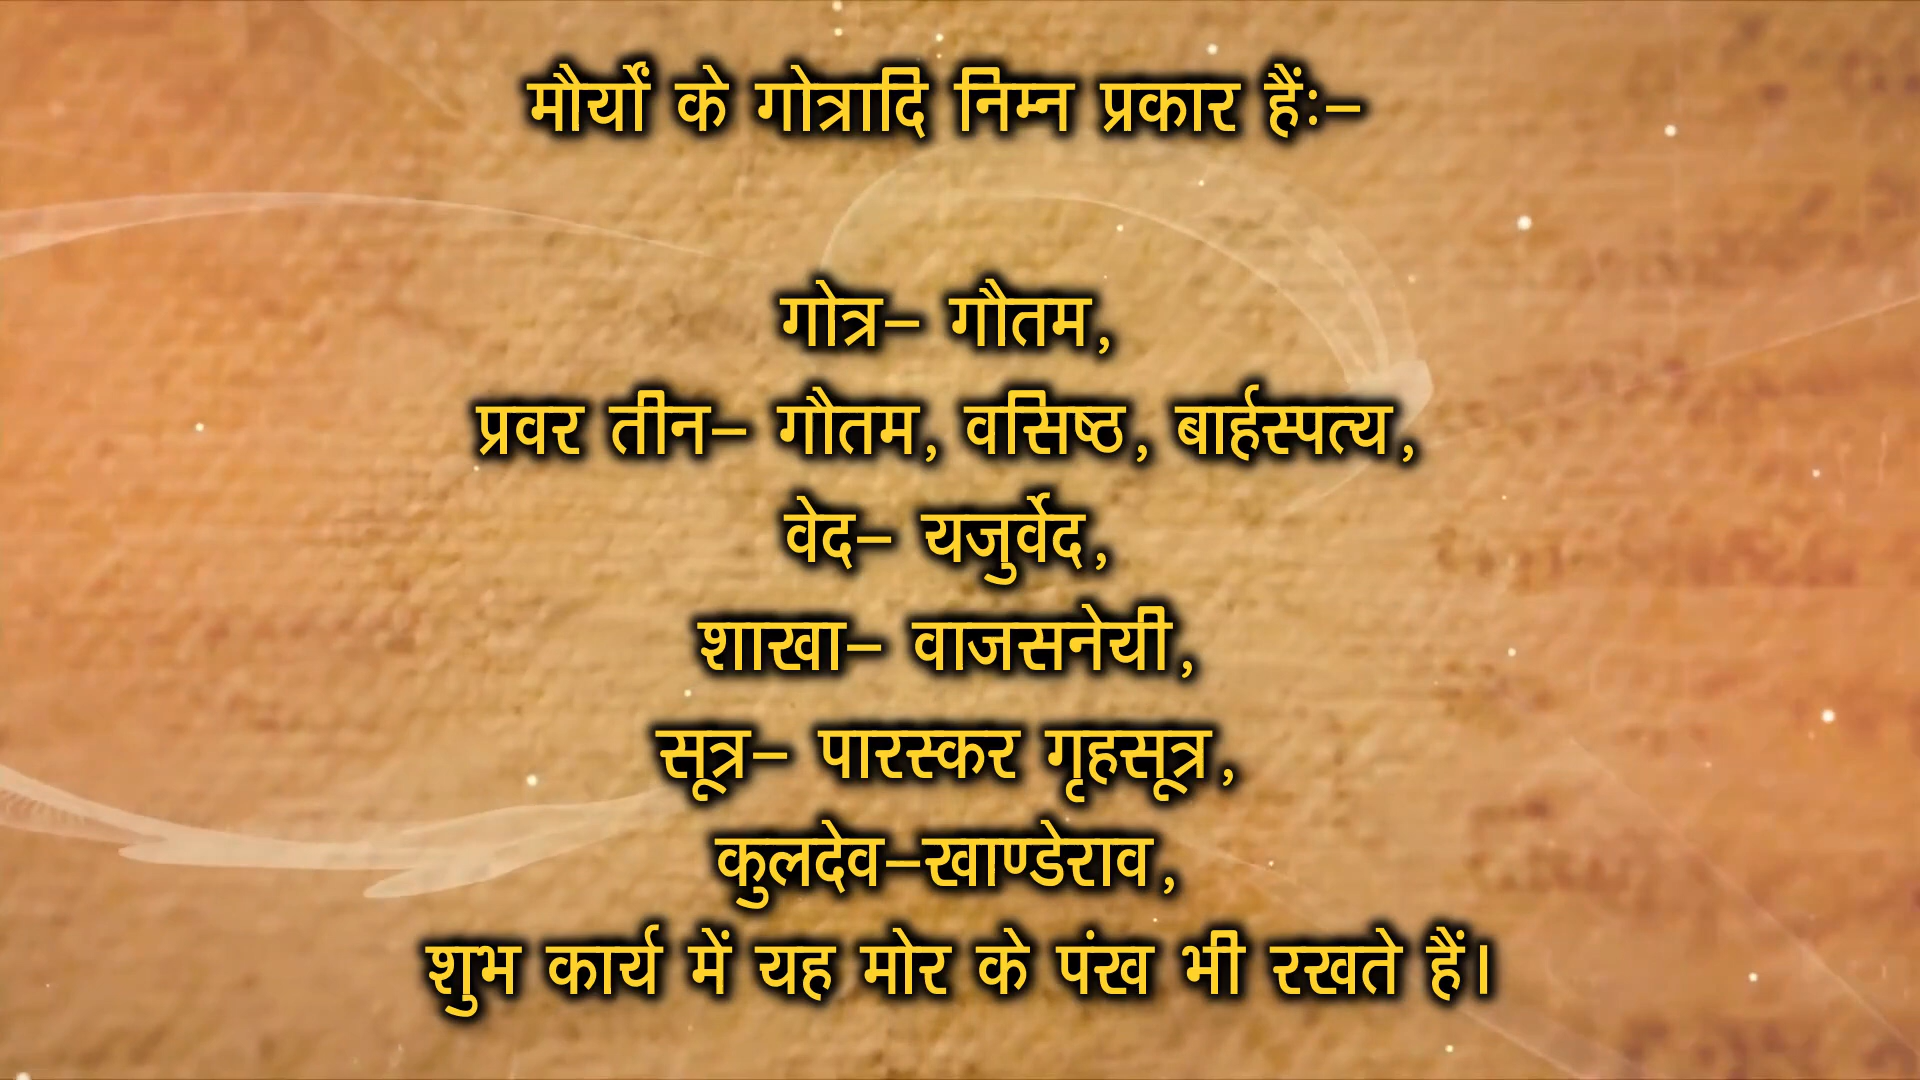 मौर्यों के गोत्रादि निम्न प्रकार हैं:–
गोत्र– गौतम,
प्रवर तीन– गौतम, वसिष्ठ, बार्हस्पत्य,
वेद– यजुर्वेद,
शाखा– वाजसनेयी,
सूत्र– पारस्कर गृहसूत्र,
कुलदेव–खाण्डेराव,
शुभ कार्य में यह मोर के पंख भी रखते हैं।